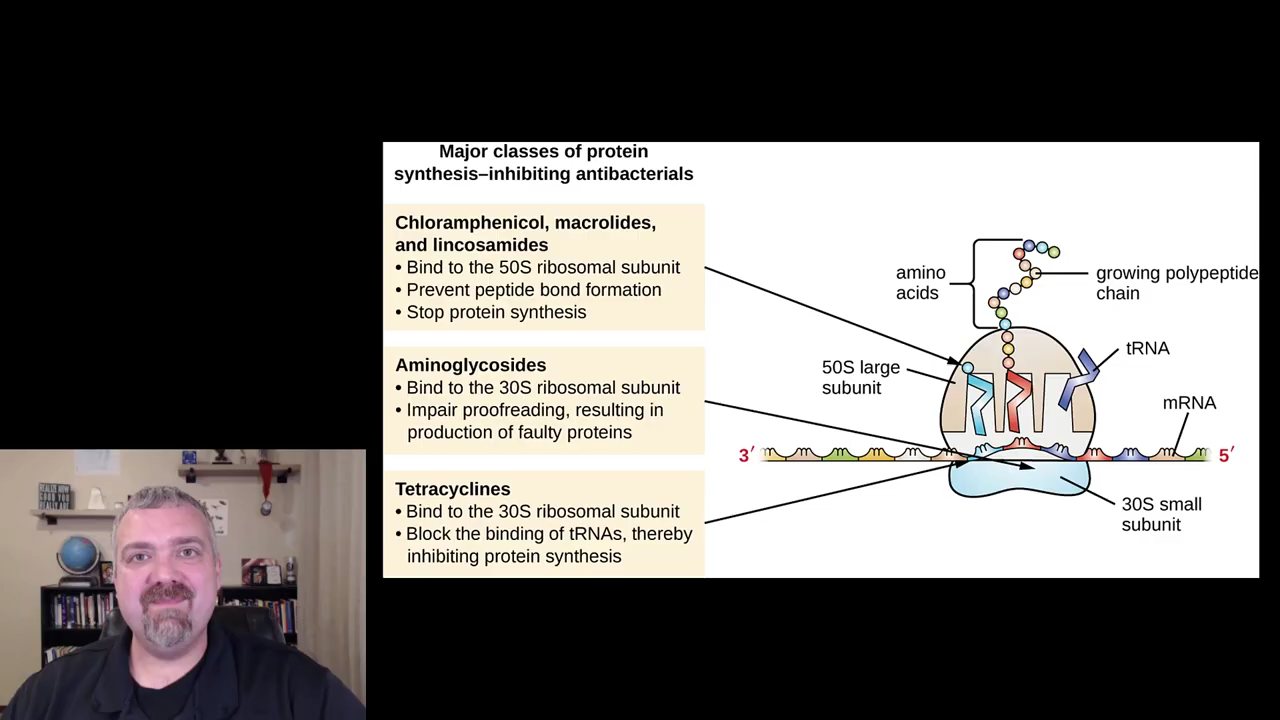 Major classes of protein
synthesis–inhibiting antibacterials
Chloramphenicol, macrolides,
and lincosamides
• Bind to the 50S ribosomal subunit
• Prevent peptide bond formation
• Stop protein synthesis
Aminoglycosides
• Bind to the 30S ribosomal subunit
• Impair proofreading, resulting in
production of faulty proteins
Tetracyclines
• Bind to the 30S ribosomal subunit
• Block the binding of tRNAs, thereby
inhibiting protein synthesis
amino
acids
growing polypeptide
chain
50S large
subunit
tRNA
mRNA
3′
5′
30S small
subunit